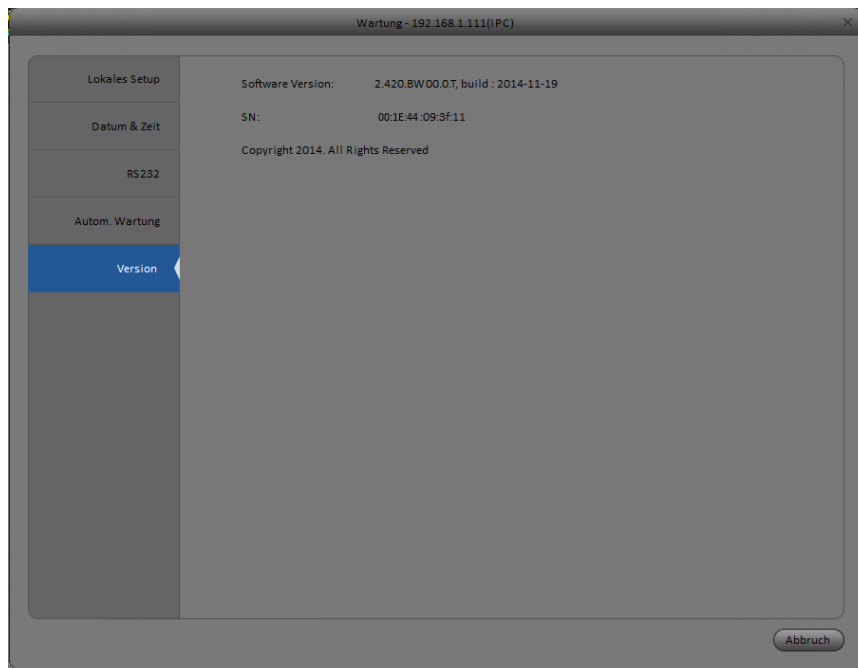 Wartung - 192.168.1.111(IPC)
Lokales Setup
Datum & Zeit
RS232
Autom. Wartung
Version
Software Version: 2.420.BW00.0.T, build : 2014-11-19
SN: 00:1E:44:09:3f:11
Copyright 2014. All Rights Reserved
Abbruch